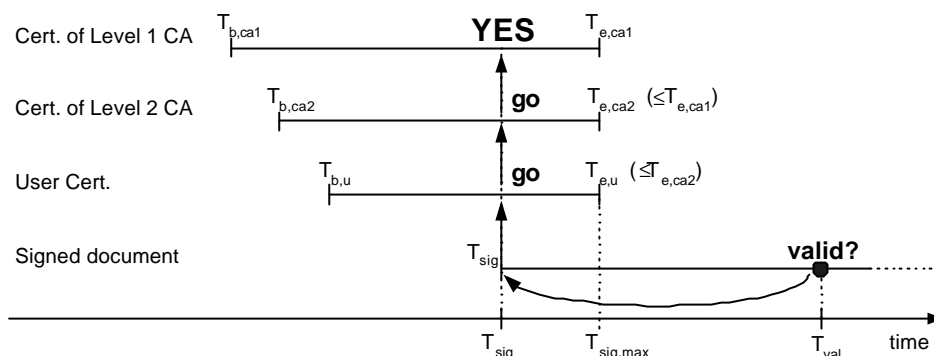 Cert. of Level 1 CA T_b,ca1 YES T_e,ca1
go
Cert. of Level 2 CA T_b,ca2 T_e,ca2 (≤T_e,ca1)
go
User Cert. T_b,u T_e,u (≤T_e,ca2)
Signed document T_sig valid?
T_sig T_sig,max T_val time